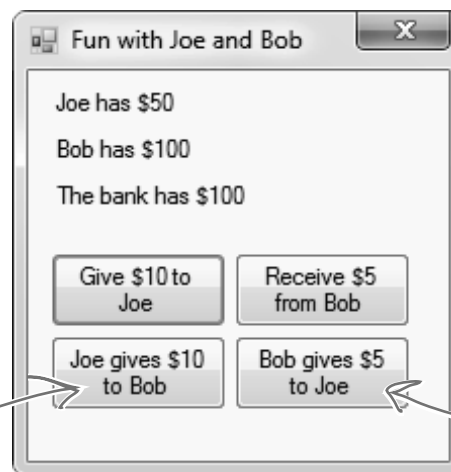 Fun with Joe and Bob
Joe has $50
Bob has $100
The bank has $100
Give $10 to
Joe
Receive $5
from Bob
Joe gives $10
to Bob
Bob gives $5
to Joe